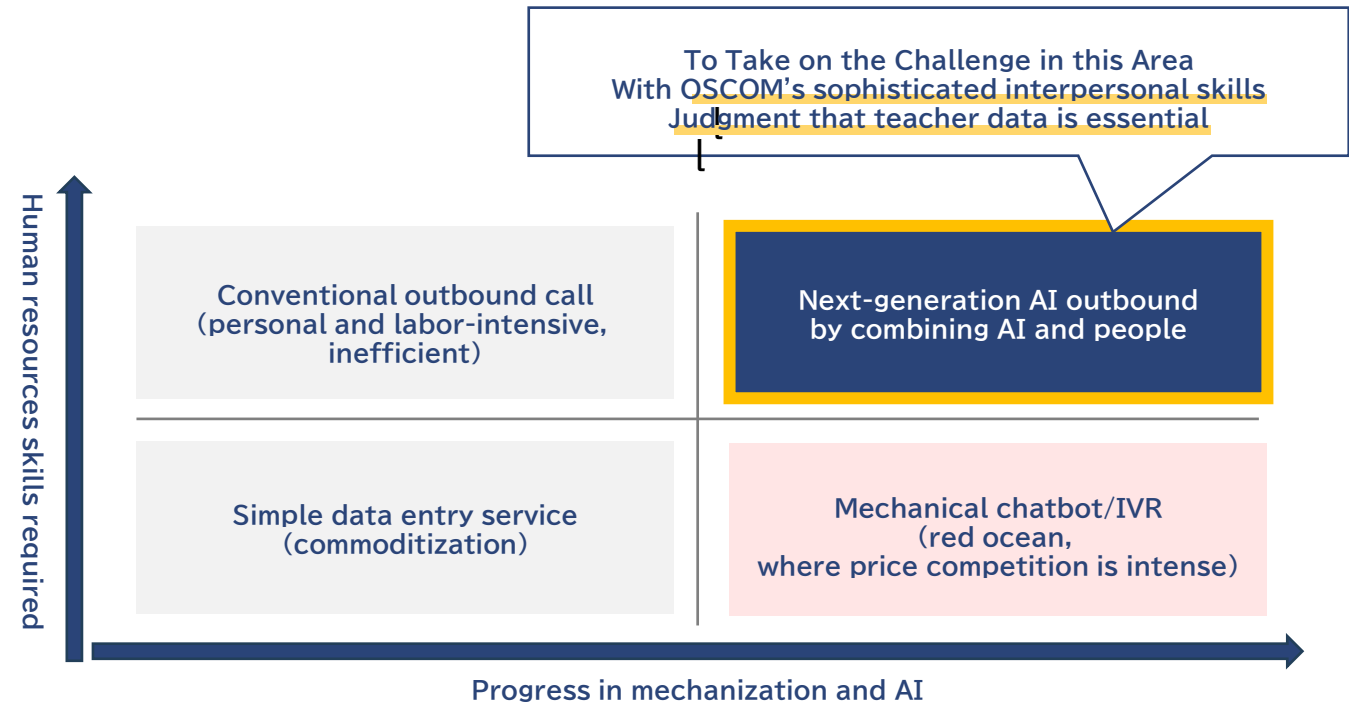 To Take on the Challenge in this Area
With OSCOM's sophisticated interpersonal skills
Judgment that teacher data is essential
Human resources skills required
Conventional outbound call
(personal and labor-intensive,
inefficient)
Next-generation AI outbound
by combining AI and people
Simple data entry service
(commoditization)
Mechanical chatbot/IVR
(red ocean,
where price competition is intense)
Progress in mechanization and AI